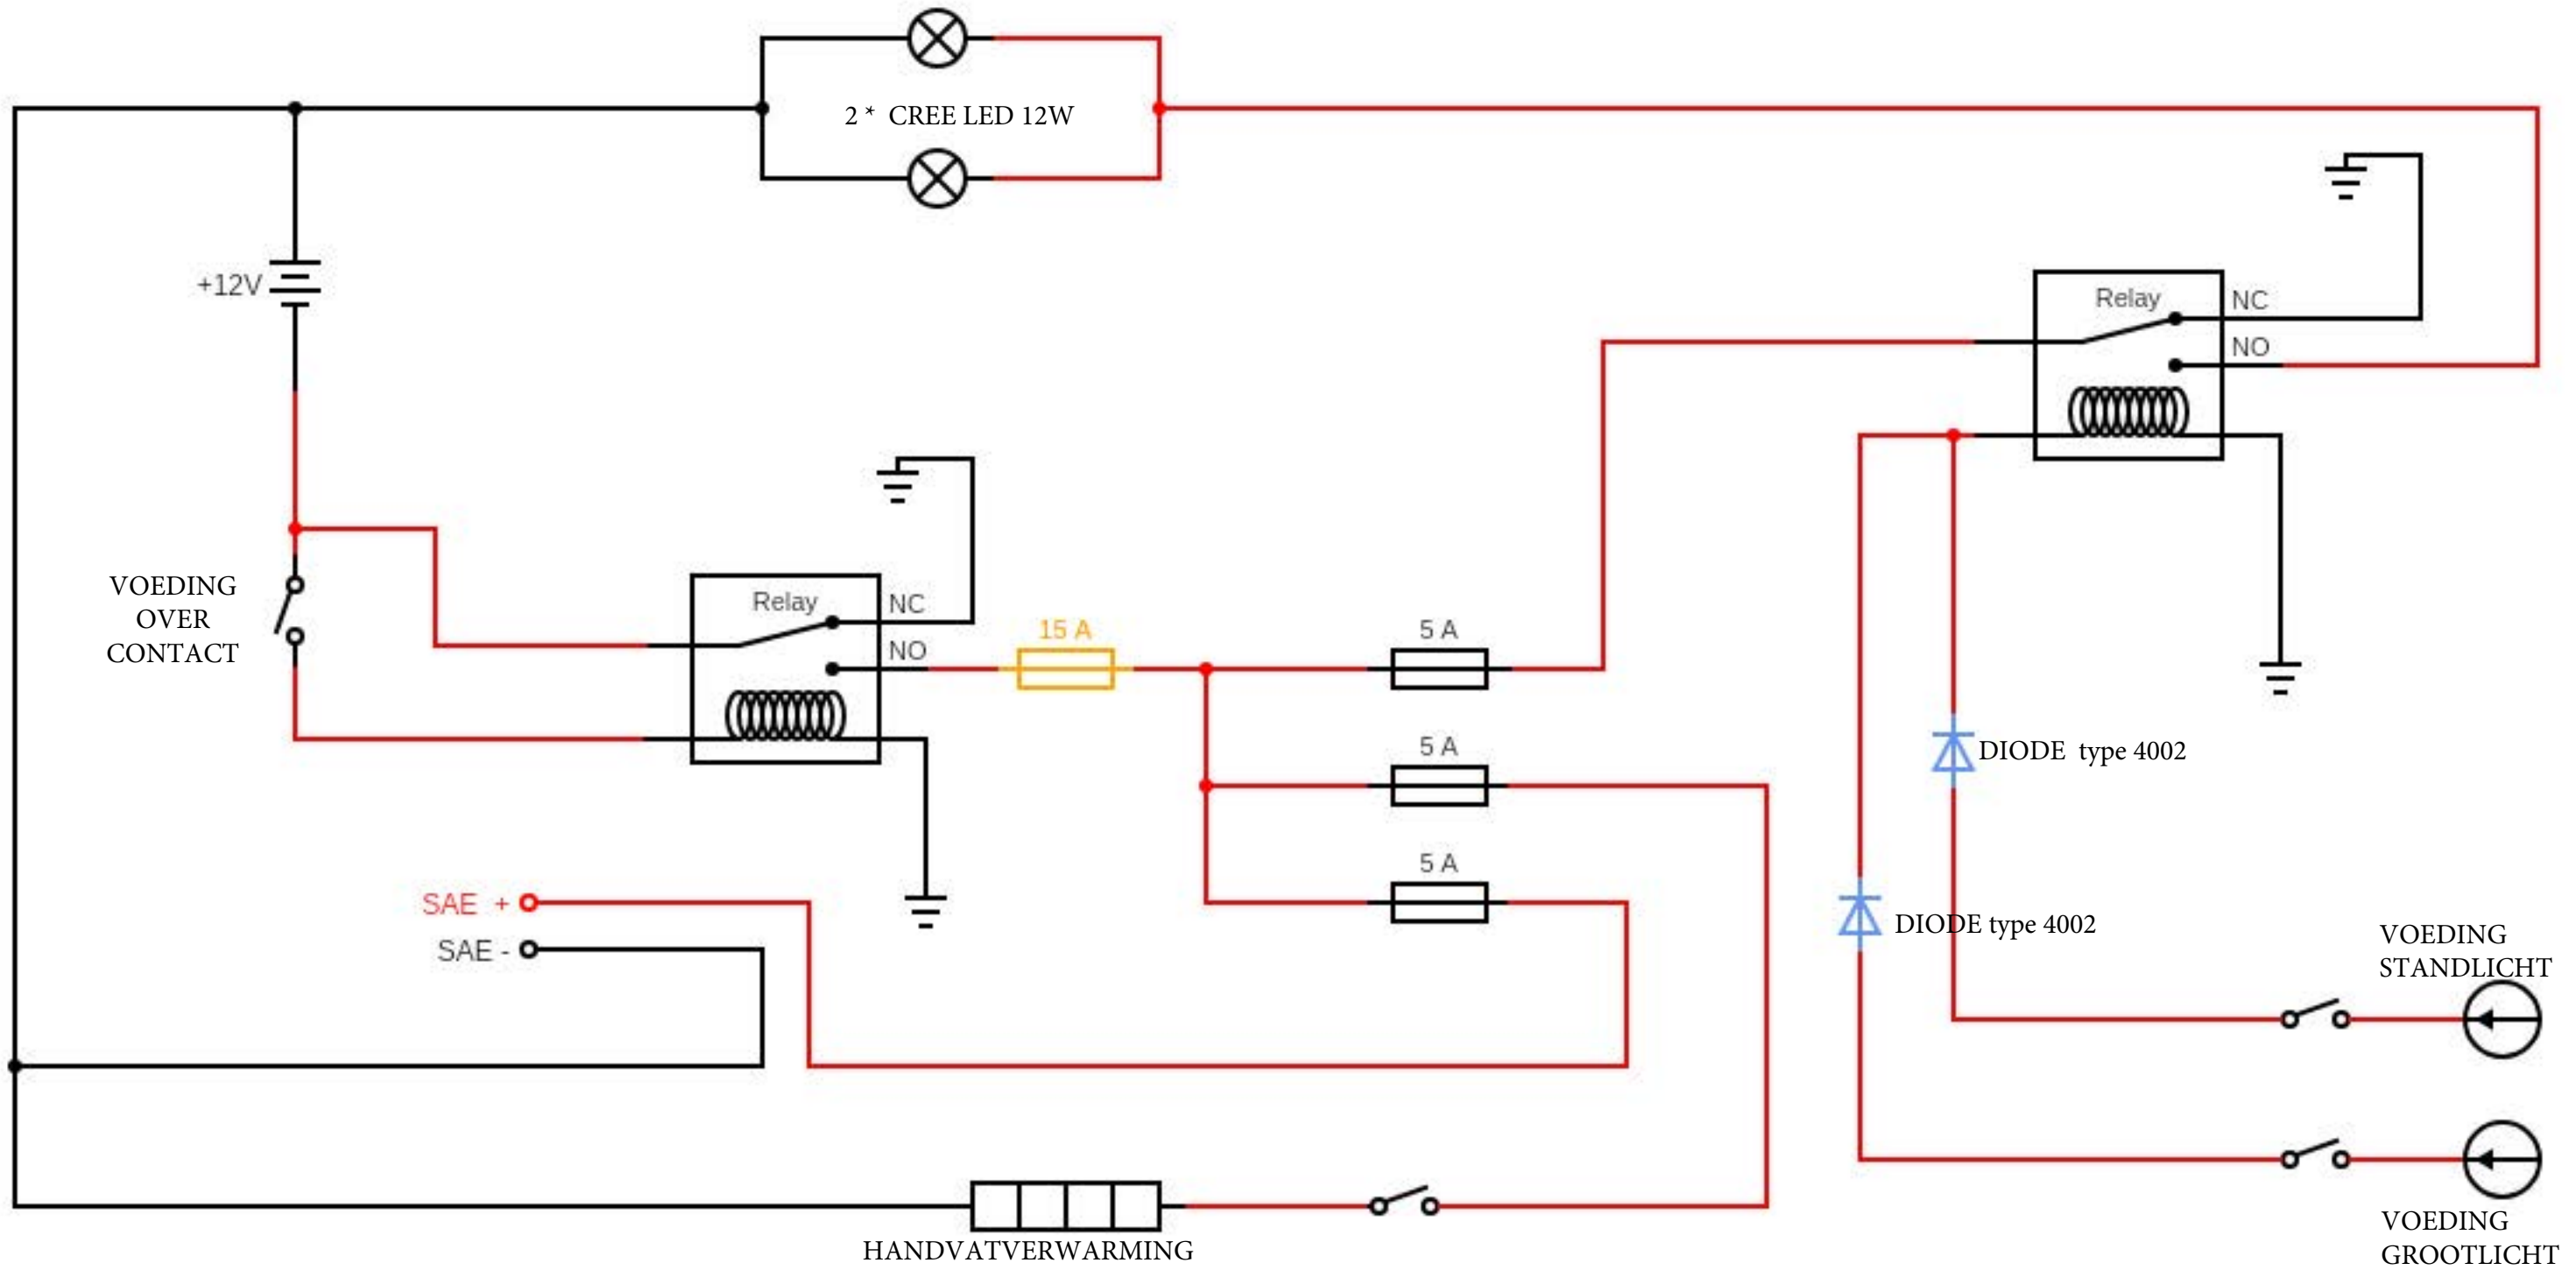 2 *  CREE LED 12W
+12V
Relay
NC
NO
VOEDING
OVER
CONTACT
Relay
NC
NO
15 A
5 A
5 A
5 A
DIODE  type 4002
DIODE type 4002
SAE  +
SAE -
VOEDING
STANDLICHT
HANDVATVERWARMING
VOEDING
GROOTLICHT